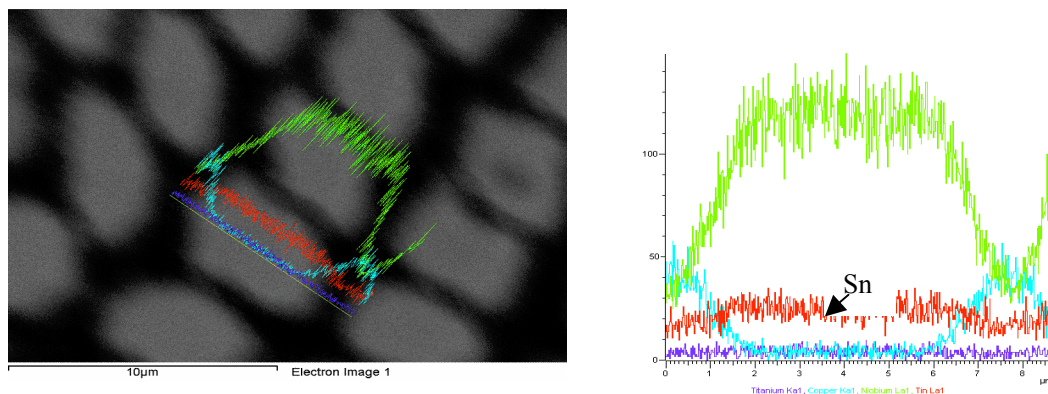 10µm Electron Image 1
Sn
100
50
0
0 1 2 3 4 5 6 7 8
Titanium Ka1, Copper Ka1, Niobium La1, Tin La1